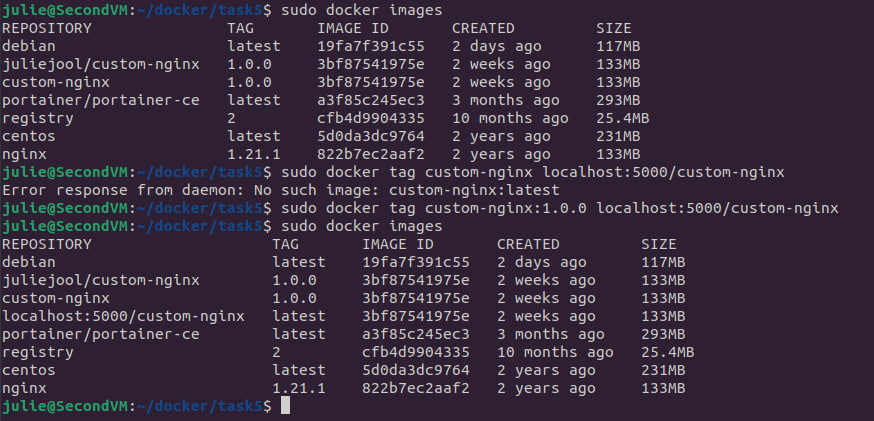 julie@SecondVM:~/docker/task5$ sudo docker images
REPOSITORY TAG IMAGE ID CREATED SIZE
debian latest 19fa7f391c55 2 days ago 117MB
juliejool/custom-nginx 1.0.0 3bf87541975e 2 weeks ago 133MB
custom-nginx 1.0.0 3bf87541975e 2 weeks ago 133MB
portainer/portainer-ce latest a3f85c245ec3 3 months ago 293MB
registry 2 cfb4d9904335 10 months ago 25.4MB
centos latest 5d0da3dc9764 2 years ago 231MB
nginx 1.21.1 822b7ec2aaf2 2 years ago 133MB
julie@SecondVM:~/docker/task5$ sudo docker tag custom-nginx localhost:5000/custom-nginx
Error response from daemon: No such image: custom-nginx:latest
julie@SecondVM:~/docker/task5$ sudo docker tag custom-nginx:1.0.0 localhost:5000/custom-nginx
julie@SecondVM:~/docker/task5$ sudo docker images
REPOSITORY TAG IMAGE ID CREATED SIZE
debian latest 19fa7f391c55 2 days ago 117MB
juliejool/custom-nginx 1.0.0 3bf87541975e 2 weeks ago 133MB
custom-nginx 1.0.0 3bf87541975e 2 weeks ago 133MB
localhost:5000/custom-nginx latest 3bf87541975e 2 weeks ago 133MB
portainer/portainer-ce latest a3f85c245ec3 3 months ago 293MB
registry 2 cfb4d9904335 10 months ago 25.4MB
centos latest 5d0da3dc9764 2 years ago 231MB
nginx 1.21.1 822b7ec2aaf2 2 years ago 133MB
julie@SecondVM:~/docker/task5$